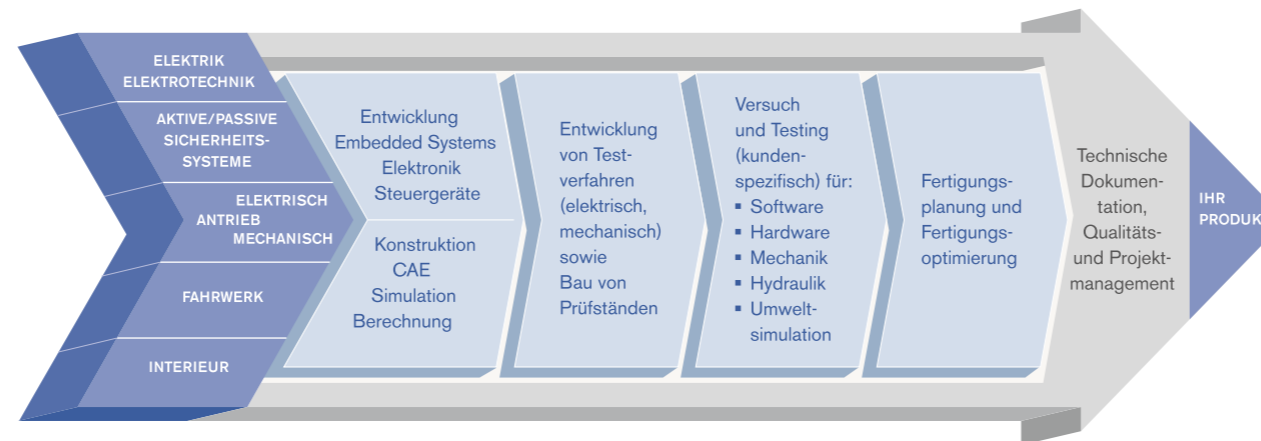 ELEKTRIK
ELEKTROTECHNIK
AKTIVE/PASSIVE
SICHERHEITS-
SYSTEME
ELEKTRISCH
ANTRIEB
MECHANISCH
FAHRWERK
INTERIEUR
Entwicklung
Embedded Systems
Elektronik
Steuergeräte
Konstruktion
CAE
Simulation
Berechnung
Entwicklung
von Test-
verfahren
(elektrisch,
mechanisch)
sowie
Bau von
Prüfständen
Versuch
und Testing
(kunden-
spezifisch) für:
▪ Software
▪ Hardware
▪ Mechanik
▪ Hydraulik
▪ Umwelt-
simulation
Fertigungs-
planung und
Fertigungs-
optimierung
Technische
Dokumen-
tation,
Qualitäts-
und Projekt-
management
IHR
PRODUK